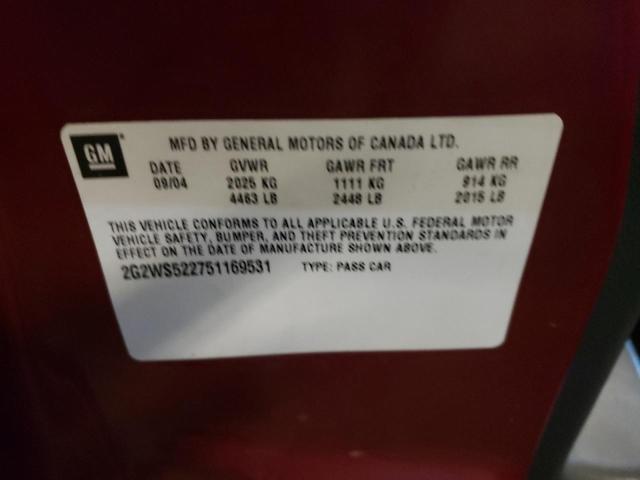 GM
MFD BY GENERAL MOTORS OF CANADA LTD.
DATE GVWR GAWR FRT GAWR RR
09/04 2025 KG 1111 KG 914 KG
4463 LB 2448 LB 2015 LB
THIS VEHICLE CONFORMS TO ALL APPLICABLE U.S. FEDERAL MOTOR
VEHICLE SAFETY, BUMPER, AND THEFT PREVENTION STANDARDS IN
EFFECT ON THE DATE OF MANUFACTURE SHOWN ABOVE.
2G2WS522751169531 TYPE: PASS CAR